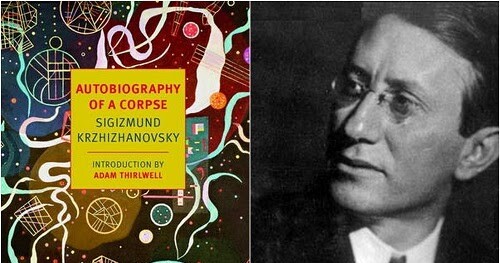 AUTOBIOGRAPHY
OF A CORPSE
SIGIZMUND
KRZHIZHANOVSKY
INTRODUCTION BY
ADAM THIRLWELL